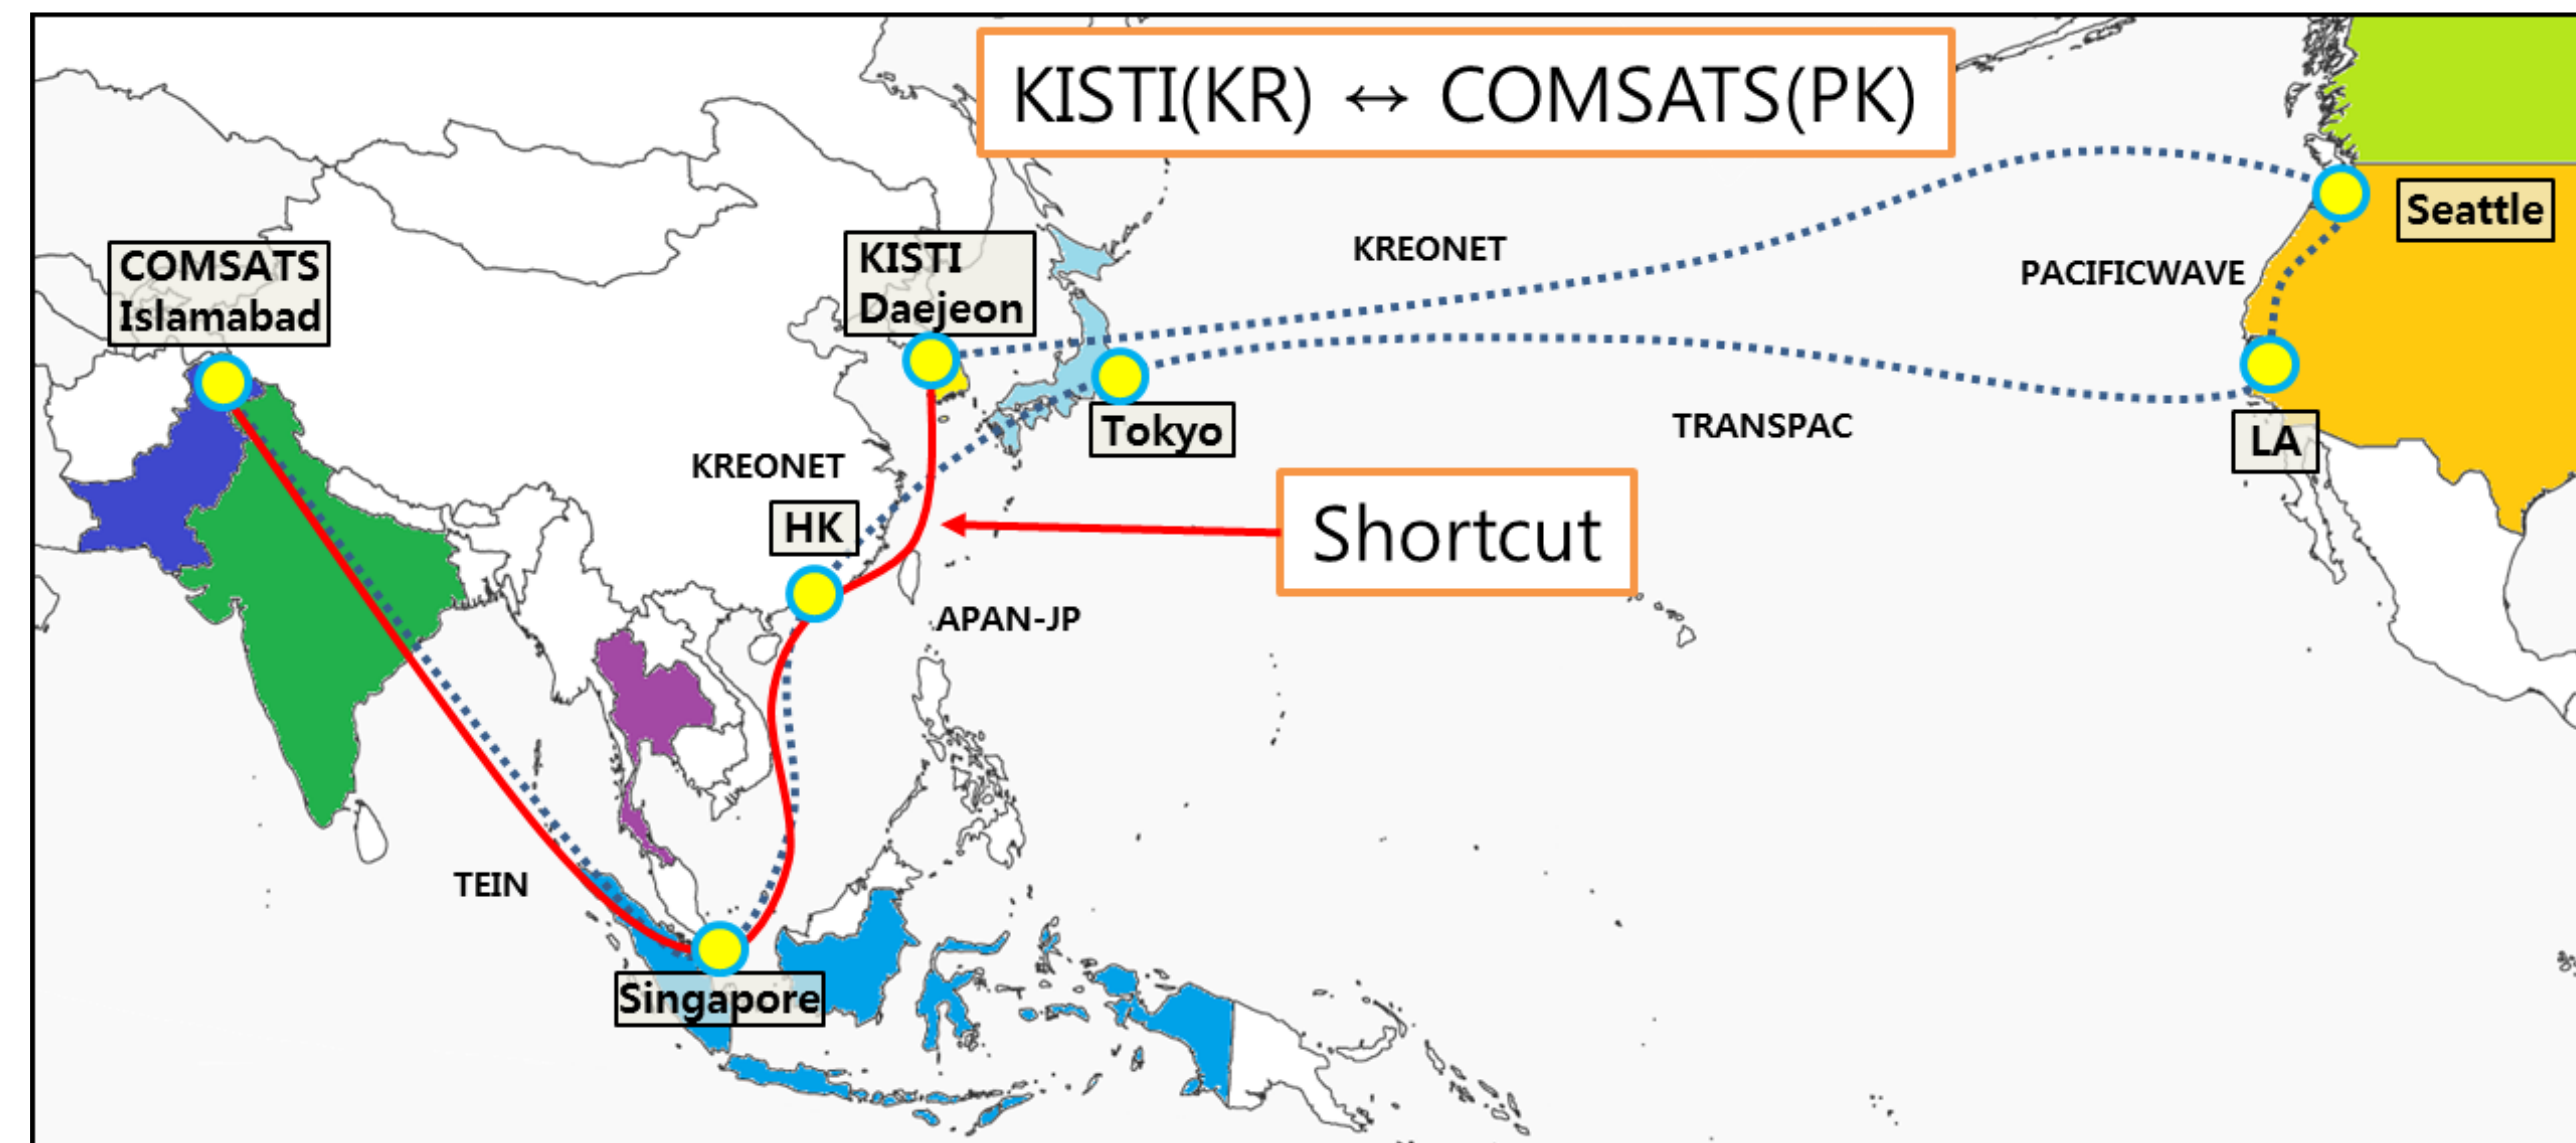 KISTI(KR) ↔ COMSATS(PK)
Seattle
KREONET
PACIFICWAVE
COMSATS
Islamabad
KISTI
Daejeon
Tokyo
TRANSPAC
LA
KREONET
HK
Shortcut
APAN-JP
TEIN
Singapore